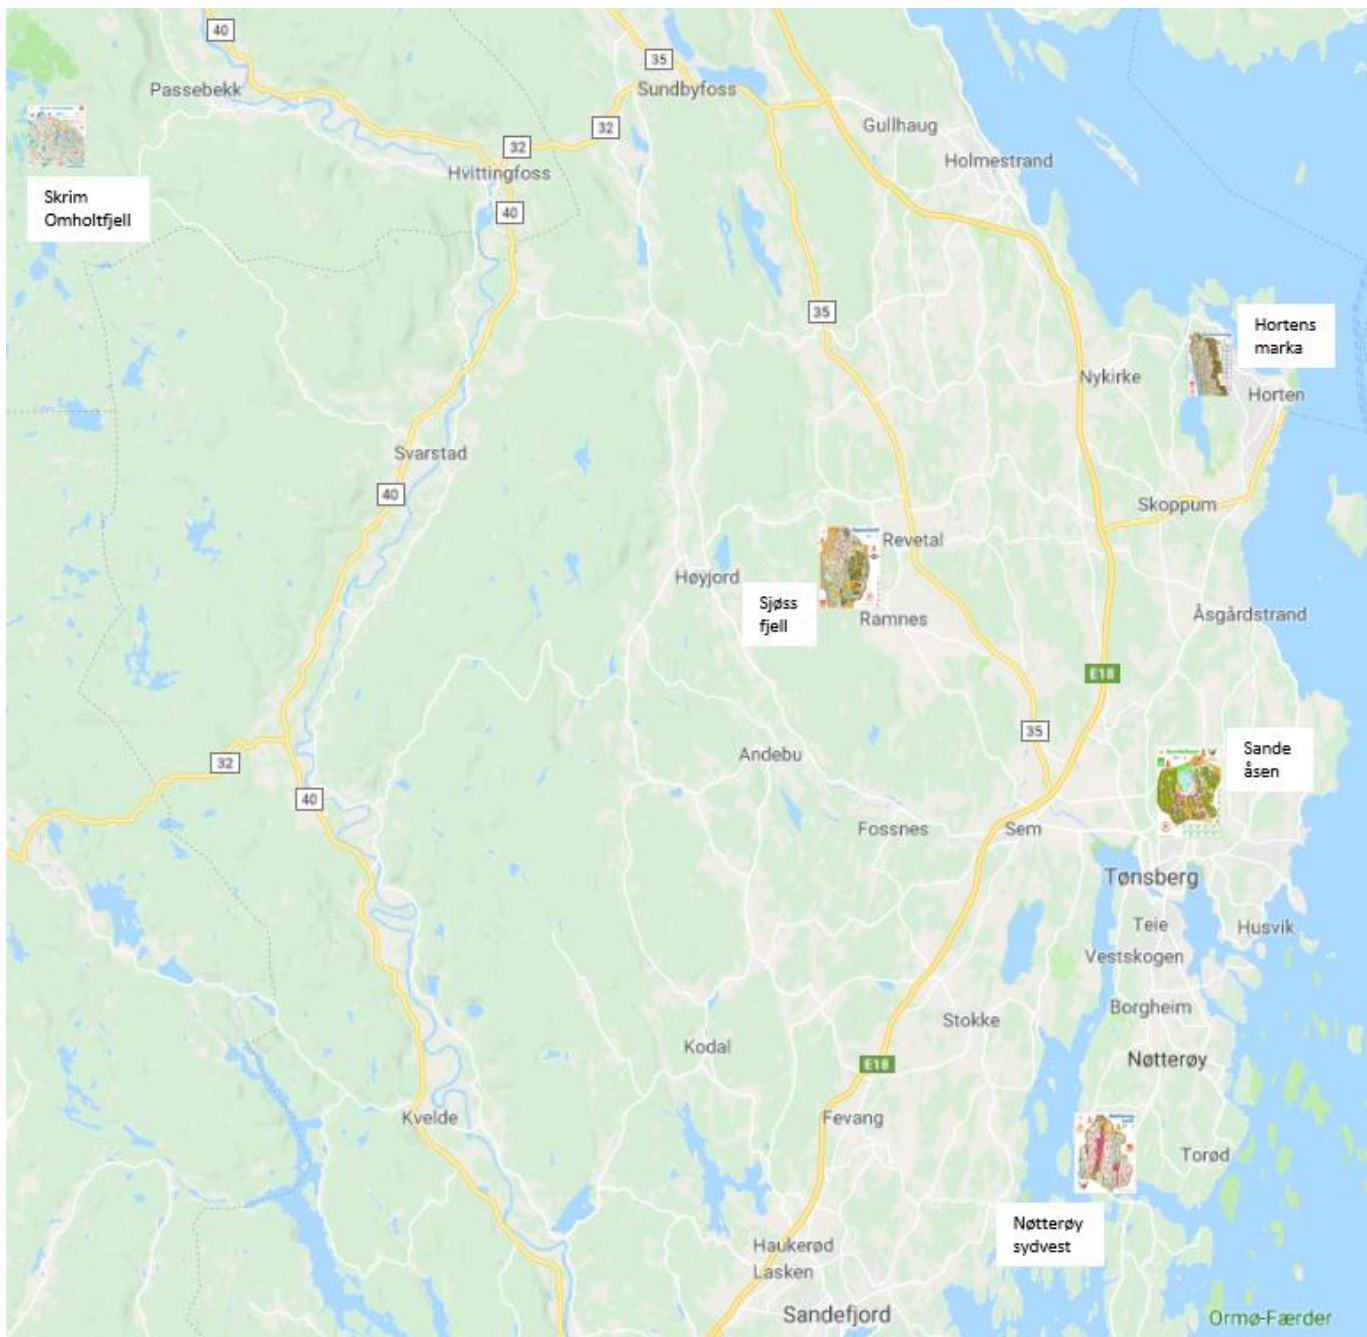 40
35
Passebekk
Sundbyfoss
32
Gullhaug
32
Holmestrand
Hvittingfoss
Skrim
Omholtfjell
40
35
Hortens
marka
Nykirke
Horten
Svarstad
40
Skoppum
Revetal
Høyjord
Sjøss
fjell
Ramnes
Åsgårdstrand
E18
35
Andebu
Sande
åsen
32
40
Fossnes
Sem
Tønsberg
Teie
Husvik
Vestskogen
Borgheim
Stokke
Kodal
Nøtterøy
E18
Kvelde
Fevang
Torød
Nøtterøy
sydvest
Haukerød
Lasken
Sandefjord
Ormø-Færder